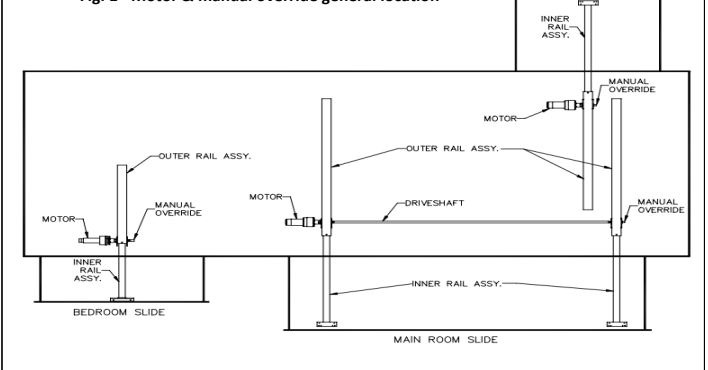 Fig. 1 - Motor & Manual override general location
INNER
RAIL
ASSY.
MANUAL
OVERRIDE
MOTOR
OUTER RAIL ASSY.
OUTER RAIL ASSY.
MOTOR
DRIVESHAFT
MANUAL
OVERRIDE
MANUAL
OVERRIDE
MOTOR
INNER
RAIL
ASSY.
INNER RAIL ASSY.
BEDROOM SLIDE
MAIN ROOM SLIDE